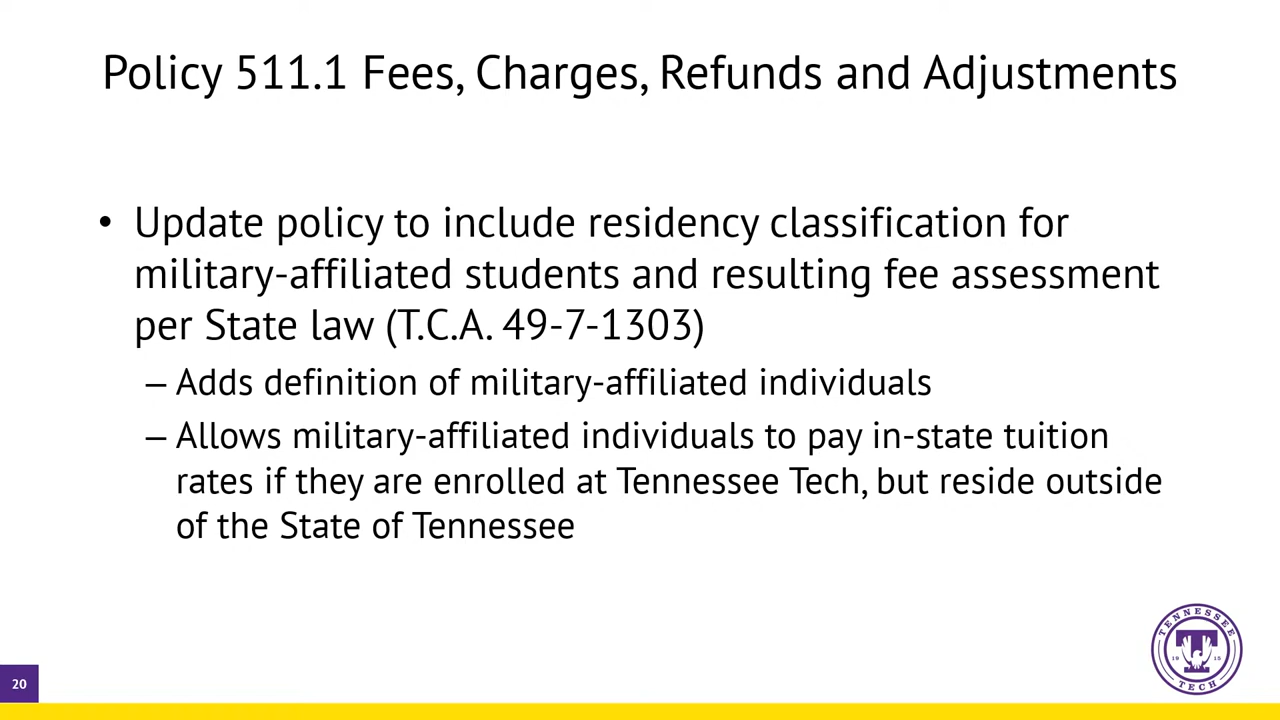 Policy 511.1 Fees, Charges, Refunds and Adjustments
• Update policy to include residency classification for
military-affiliated students and resulting fee assessment
per State law (T.C.A. 49-7-1303)
– Adds definition of military-affiliated individuals
– Allows military-affiliated individuals to pay in-state tuition
rates if they are enrolled at Tennessee Tech, but reside outside
of the State of Tennessee
TENNESSEE
T
1915
TECH
20